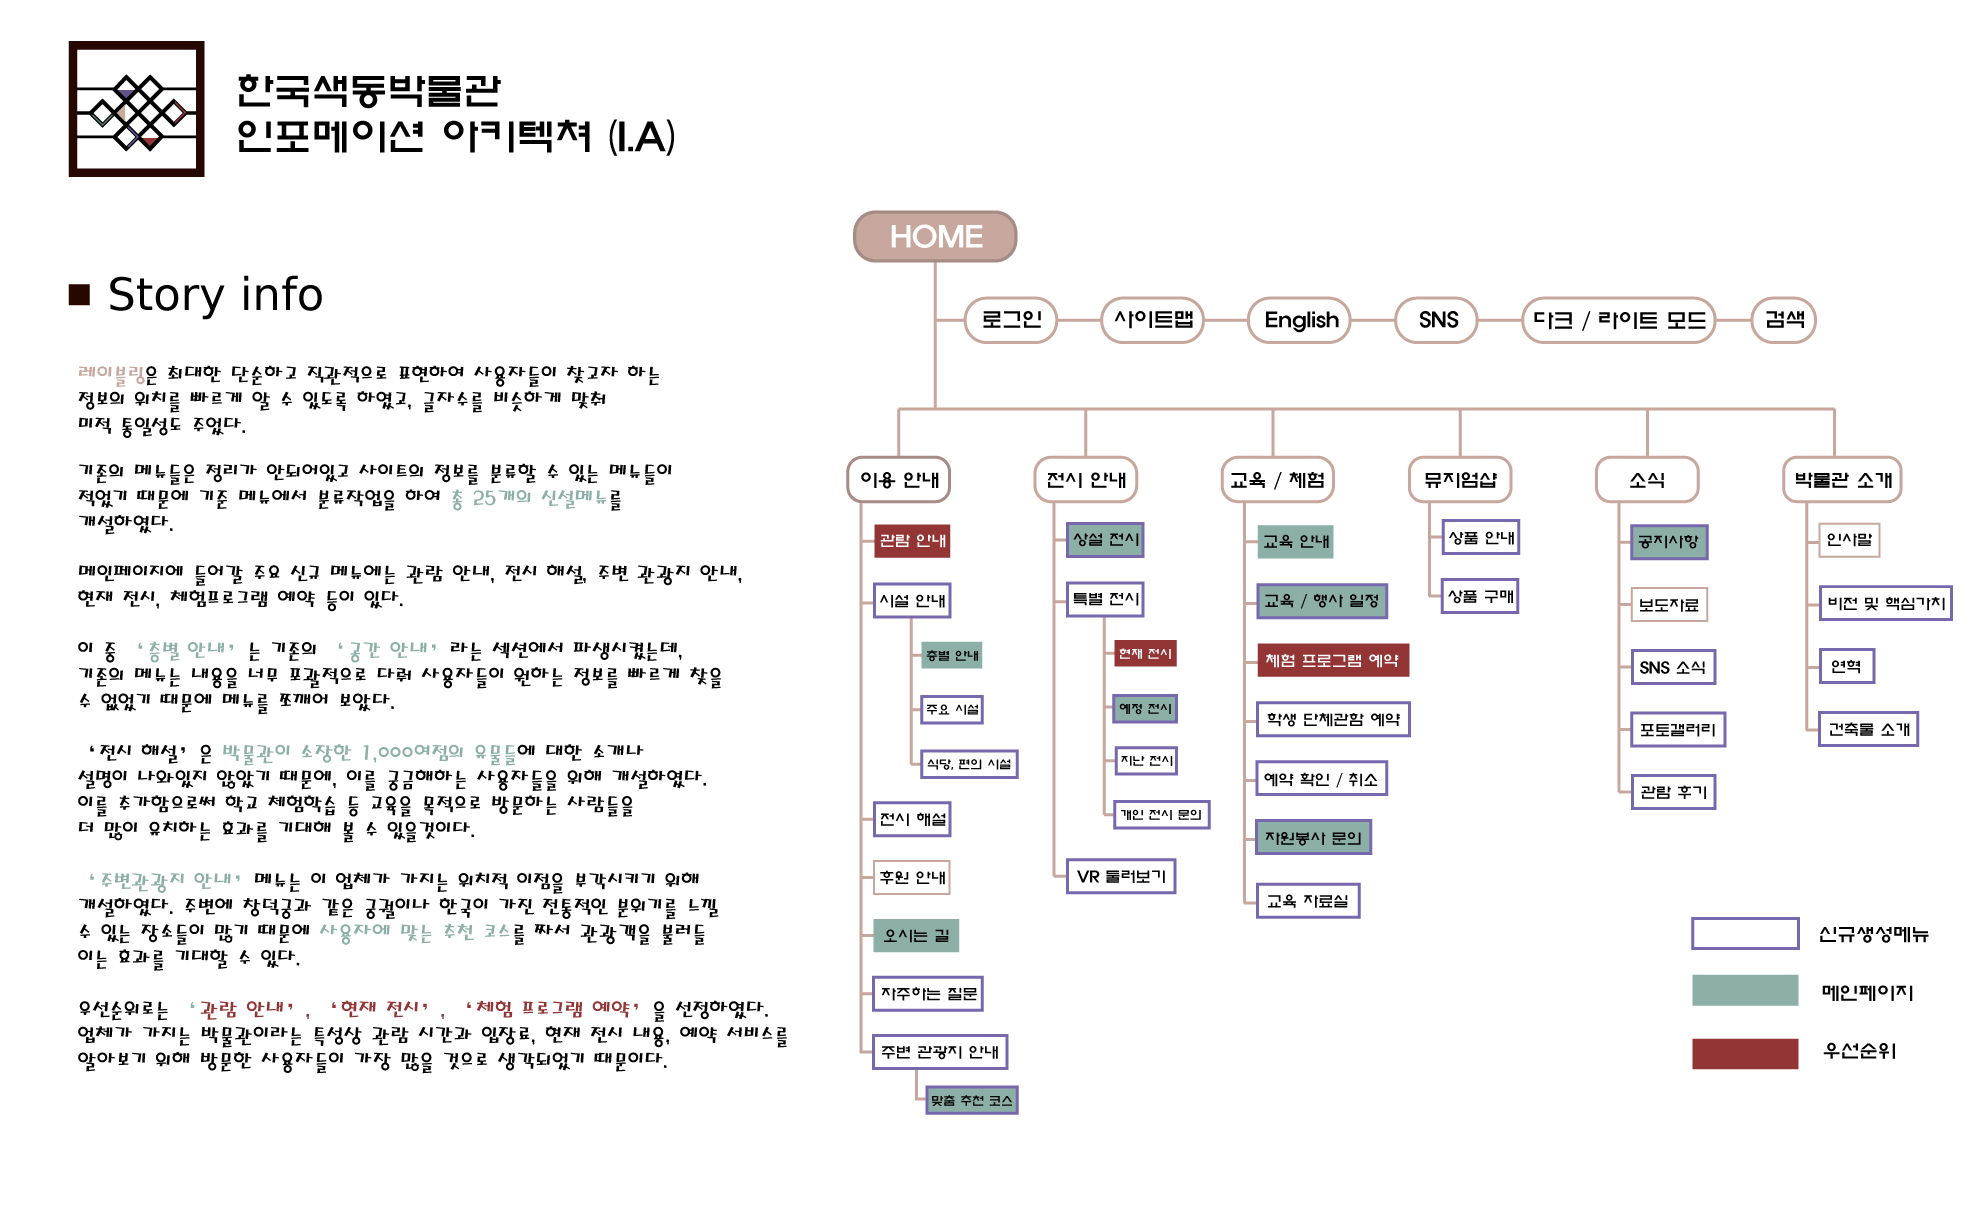 한국색동박물관
인포메이션 아키텍쳐 (I.A)
■ Story info
레이블링은 최대한 단순하고 직관적으로 표현하여 사용자들이 찾고자 하는
정보의 위치를 빠르게 알 수 있도록 하였고, 글자수를 비슷하게 맞춰
미적 통일성도 주었다.
기존의 메뉴들은 정리가 안되어있고 사이트의 정보를 분류할 수 있는 메뉴들이
적었기 때문에 기존 메뉴에서 분류작업을 하여 총 25개의 신설메뉴를
개설하였다.
메인페이지에 들어갈 주요 신규 메뉴에는 관람 안내, 전시 해설, 주변 관광지 안내,
현재 전시, 체험프로그램 예약 등이 있다.
이 중 ‘층별 안내’ 는 기존의 ‘공간 안내’ 라는 섹션에서 파생시켰는데,
기존의 메뉴는 내용을 너무 포괄적으로 다뤄 사용자들이 원하는 정보를 빠르게 찾을
수 없었기 때문에 메뉴를 쪼개어 보았다.
‘전시 해설’ 은 박물관이 소장한 1,000여점의 유물들에 대한 소개나
설명이 나와있지 않았기 때문에, 이를 궁금해하는 사용자들을 위해 개설하였다.
이를 추가함으로써 학교 체험학습 등 교육을 목적으로 방문하는 사람들을
더 많이 유치하는 효과를 기대해 볼 수 있을것이다.
‘주변관광지 안내’ 메뉴는 이 업체가 가지는 위치적 이점을 부각시키기 위해
개설하였다. 주변에 창덕궁과 같은 궁궐이나 한국이 가진 전통적인 분위기를 느낄
수 있는 장소들이 많기 때문에 사용자에 맞는 추천 코스를 짜서 관광객을 불러들
이는 효과를 기대할 수 있다.
우선순위로는 ‘관람 안내’, ‘현재 전시’, ‘체험 프로그램 예약’ 을 선정하였다.
업체가 가지는 박물관이라는 특성상 관람 시간과 입장료, 현재 전시 내용, 예약 서비스를
알아보기 위해 방문한 사용자들이 가장 많을 것으로 생각되었기 때문이다.
HOME
로그인
사이트맵
English
SNS
다크 / 라이트 모드
검색
이용 안내
관람 안내
시설 안내
층별 안내
주요 시설
식당, 편의 시설
전시 해설
후원 안내
오시는 길
자주하는 질문
주변 관광지 안내
맞춤 추천 코스
전시 안내
상설 전시
특별 전시
현재 전시
예정 전시
지난 전시
개인 전시 문의
VR 둘러보기
교육 / 체험
교육 안내
교육 / 행사 일정
체험 프로그램 예약
학생 단체관람 예약
예약 확인 / 취소
자원봉사 문의
교육 자료실
뮤지엄샵
상품 안내
상품 구매
소식
공지사항
보도자료
SNS 소식
포토갤러리
관람 후기
박물관 소개
인사말
비전 및 핵심가치
연혁
건축물 소개
신규생성메뉴
메인페이지
우선순위